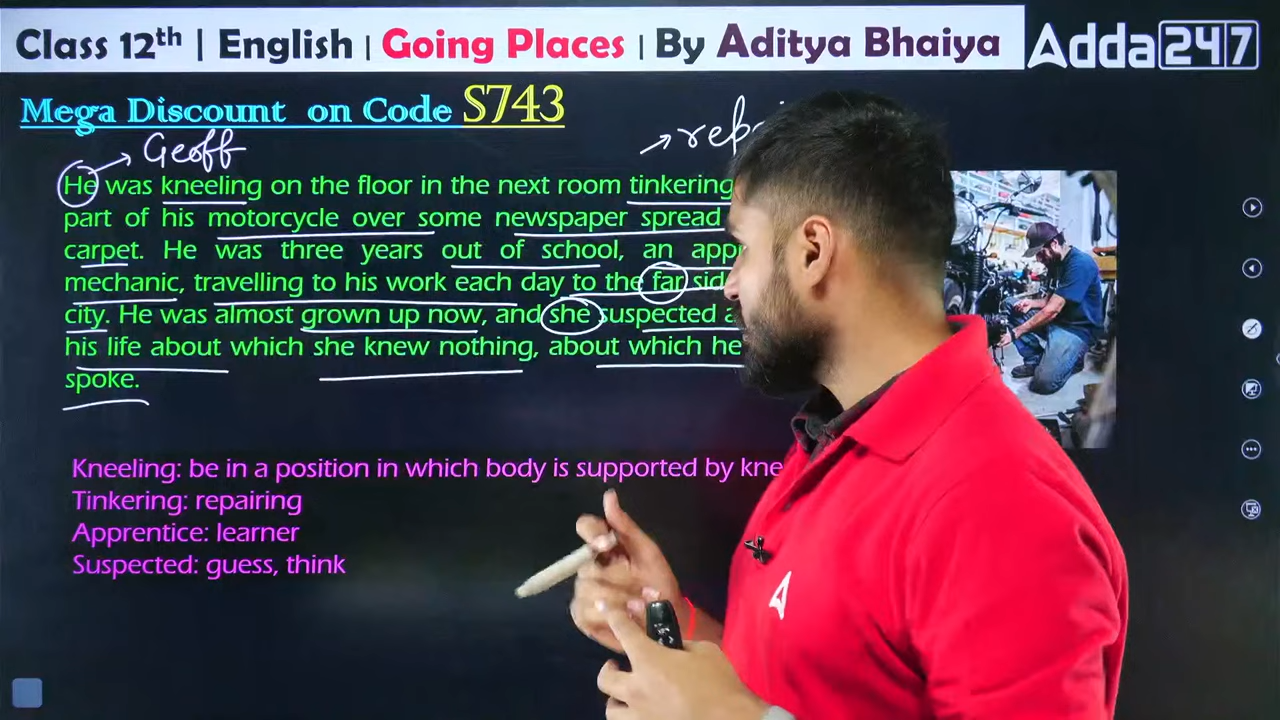 Class 12th | English | Going Places | By Aditya Bhaiya
Adda247
Mega Discount on Code S743
Geoff
He was kneeling on the floor in the next room tinkering
part of his motorcycle over some newspaper spread
carpet. He was three years out of school, an
mechanic, travelling to his work each day to the far
city. He was almost grown up now, and she suspected
his life about which she knew nothing, about which he
spoke.
Kneeling: be in a position in which body is supported by
Tinkering: repairing
Apprentice: learner
Suspected: guess, think